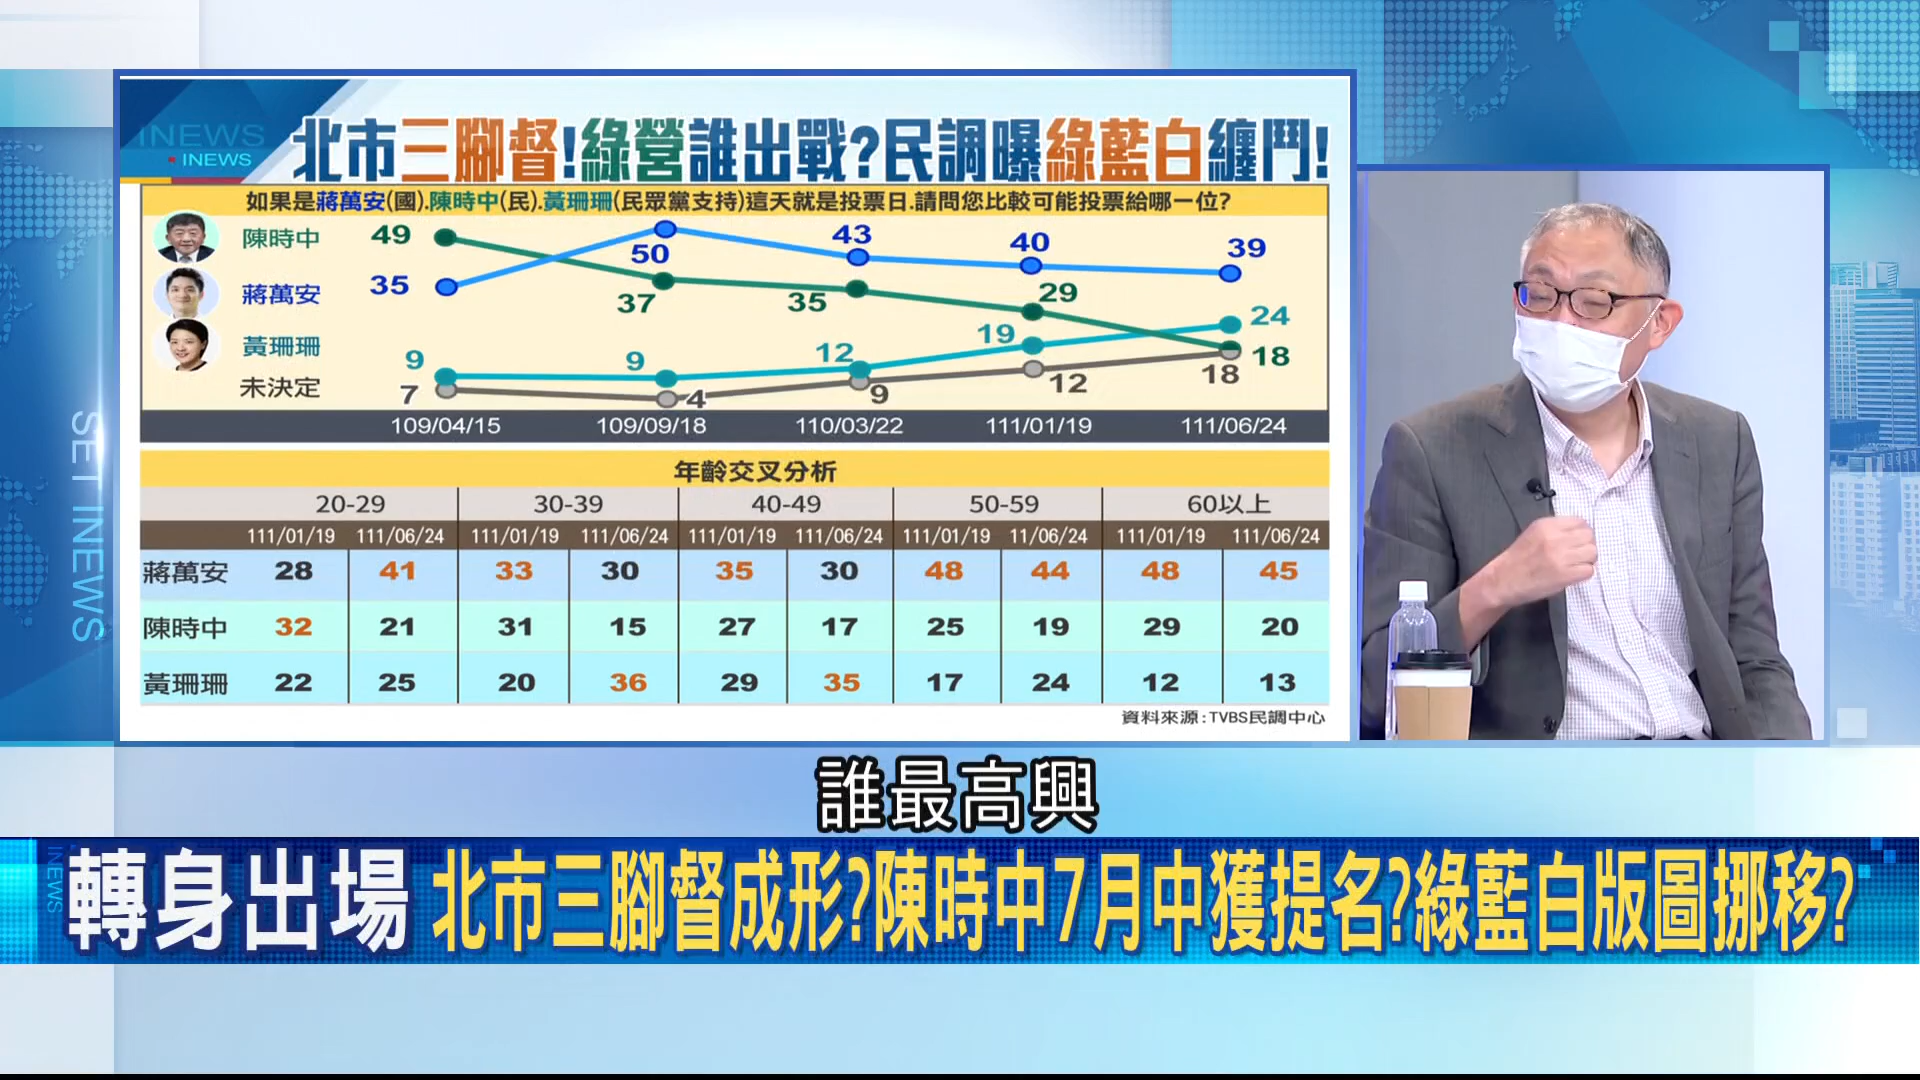 INEWS
INEWS
北市三腳督!綠營誰出戰?民調曝綠藍白纏鬥!
如果是蔣萬安(國).陳時中(民).黃珊珊(民眾黨支持)這天就是投票日.請問您比較可能投票給哪一位?
陳時中 49 37 35 29 18
蔣萬安 35 50 43 40 39
黃珊珊 9 9 12 19 24
未決定 7 4 9 12 18
109/04/15 109/09/18 110/03/22 111/01/19 111/06/24
年齡交叉分析
20-29 30-39 40-49 50-59 60以上
111/01/19 111/06/24 111/01/19 111/06/24 111/01/19 111/06/24 111/01/19 11/06/24 111/01/19 111/06/24
蔣萬安 28 41 33 30 35 30 48 44 48 45
陳時中 32 21 31 15 27 17 25 19 29 20
黃珊珊 22 25 20 36 29 35 17 24 12 13
資料來源:TVBS民調中心
SET INEWS
誰最高興
INEWS
轉身出場 北市三腳督成形?陳時中7月中獲提名?綠藍白版圖挪移?